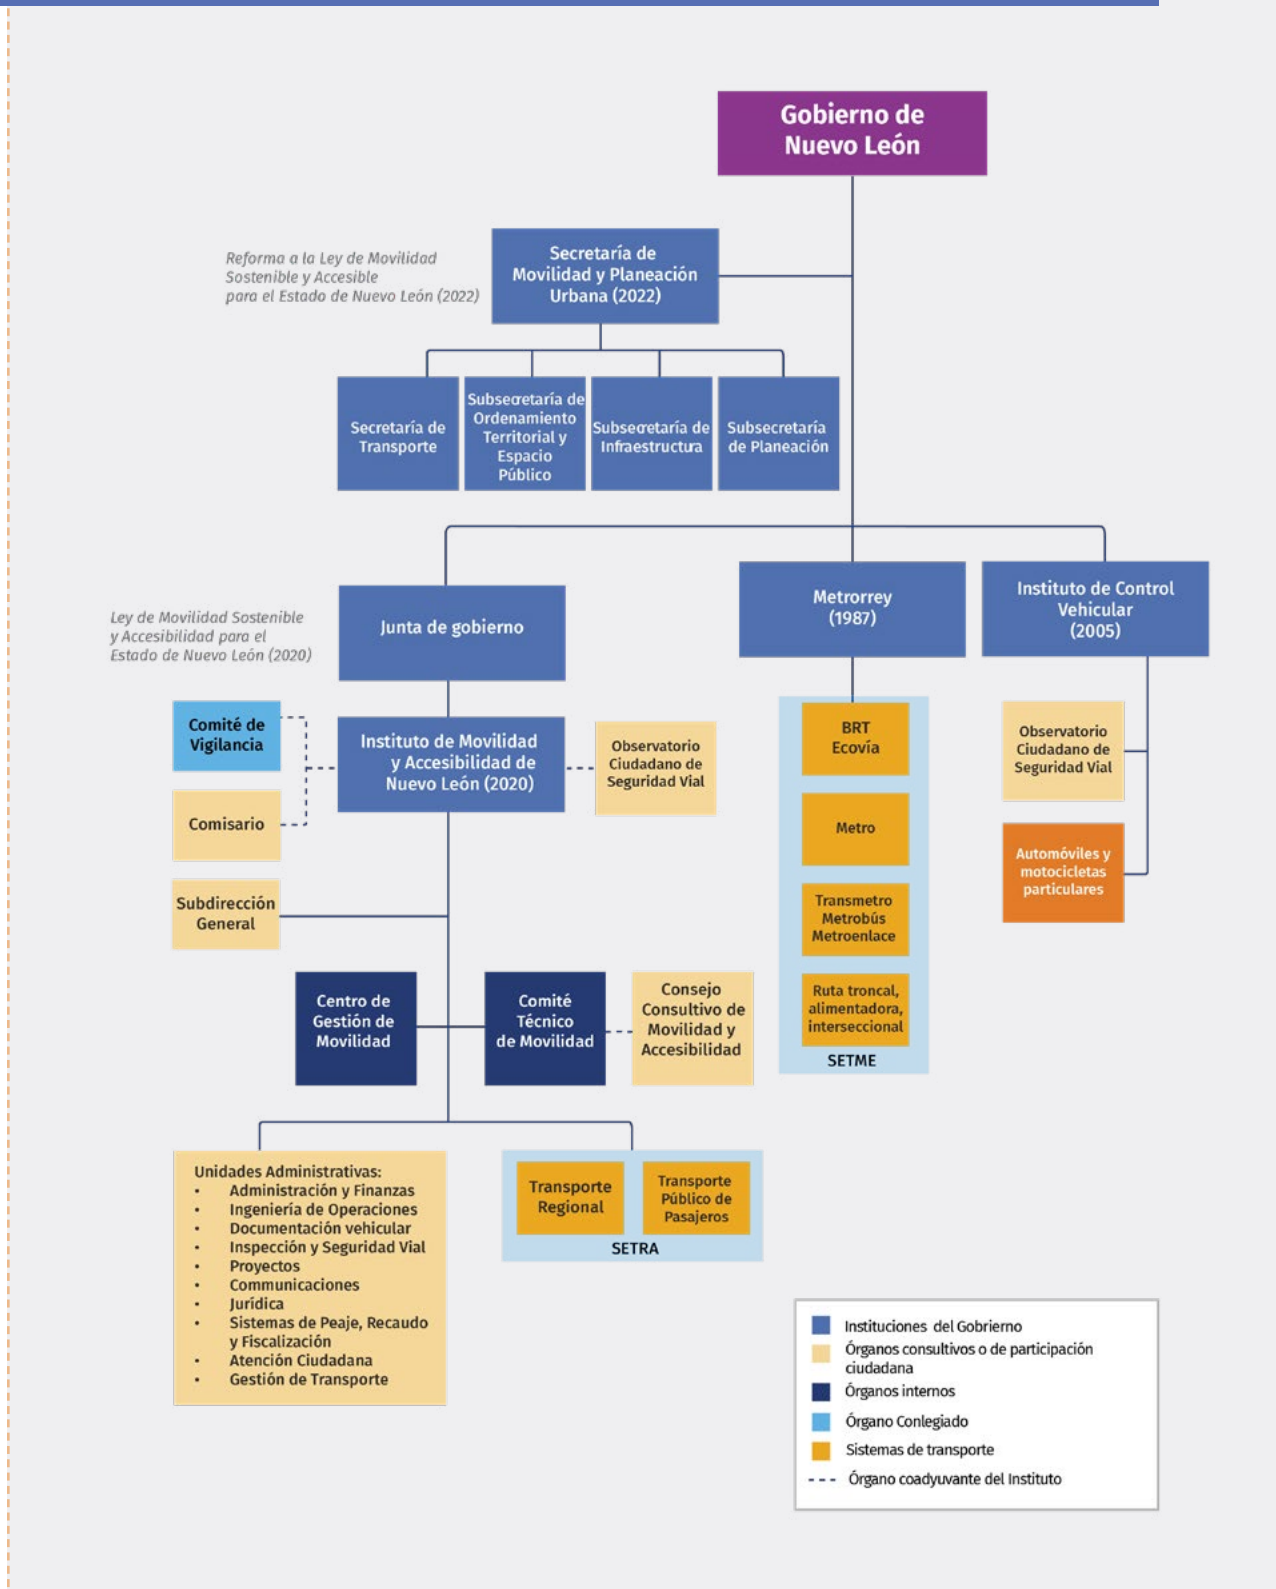 Gobierno de
Nuevo León
Reforma a la Ley de Movilidad
Sostenible y Accesible
para el Estado de Nuevo León (2022)
Secretaría de
Movilidad y Planeación
Urbana (2022)
Secretaría de
Transporte
Subsecretaría de
Ordenamiento
Territorial y
Espacio
Público
Subsecretaría de
Infraestructura
Subsecretaría
de Planeación
Ley de Movilidad Sostenible
y Accesibilidad para el
Estado de Nuevo León (2020)
Junta de gobierno
Metrorrey
(1987)
Instituto de Control
Vehicular
(2005)
Comité de
Vigilancia
Comisario
Instituto de Movilidad
y Accesibilidad de
Nuevo León (2020)
Observatorio
Ciudadano de
Seguridad Vial
Subdirección
General
BRT
Ecovía
Metro
Transmetro
Metrobús
Metroenlace
Ruta troncal,
alimentadora,
interseccional
SETME
Observatorio
Ciudadano de
Seguridad Vial
Automóviles y
motocicletas
particulares
Centro de
Gestión de
Movilidad
Comité
Técnico
de Movilidad
Consejo
Consultivo de
Movilidad y
Accesibilidad
Unidades Administrativas:
• Administración y Finanzas
• Ingeniería de Operaciones
• Documentación vehicular
• Inspección y Seguridad Vial
• Proyectos
• Communicaciones
• Jurídica
• Sistemas de Peaje, Recaudo
y Fiscalización
• Atención Ciudadana
• Gestión de Transporte
Transporte
Regional
Transporte
Público de
Pasajeros
SETRA
Instituciones del Gobrierno
Órganos consultivos o de participación
ciudadana
Órganos internos
Órgano Conlegiado
Sistemas de transporte
Órgano coadyuvante del Instituto